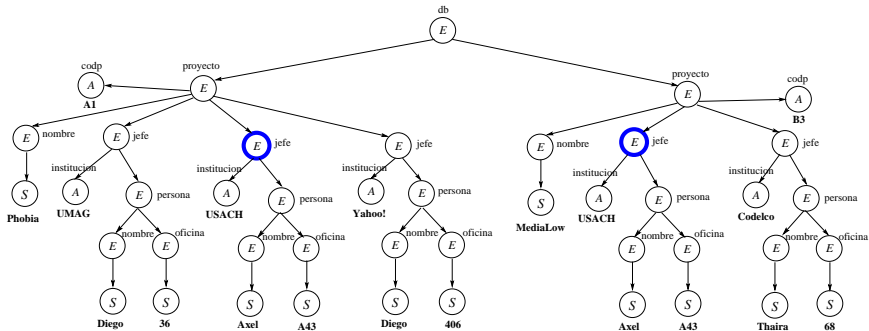 db
E
codp
proyecto
proyecto
codp
A
E
E
A
A1
B3
E nombre
E jefe
E jefe
E jefe
E nombre
E jefe
E jefe
institucion
institucion
institucion
institucion
institucion
S
A
E persona
A
E persona
A
E persona
S
A
E persona
A
E persona
Phobia
UMAG
USACH
Yahoo!
MediaLow
USACH
Codelco
nombre oficina
nombre oficina
nombre oficina
nombre oficina
nombre oficina
E E
E E
E E
E E
E E
S S
S S
S S
S S
S S
Diego 36
Axel A43
Diego 406
Axel A43
Thaira 68